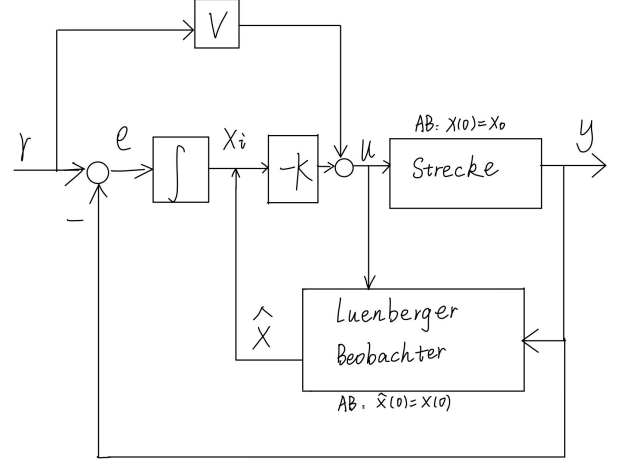 V
AB: X(0)=X₀
r
e
∫
Xi
-K
u
Strecke
y
-
X̂
Luenberger
Beobachter
AB: x̂(0)=X(0)